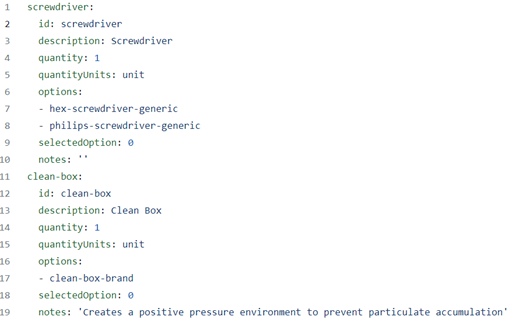 1 screwdriver:
2 id: screwdriver
3 description: Screwdriver
4 quantity: 1
5 quantityUnits: unit
6 options:
7 - hex-screwdriver-generic
8 - philips-screwdriver-generic
9 selectedOption: 0
10 notes: ''
11 clean-box:
12 id: clean-box
13 description: Clean Box
14 quantity: 1
15 quantityUnits: unit
16 options:
17 - clean-box-brand
18 selectedOption: 0
19 notes: 'Creates a positive pressure environment to prevent particulate accumulation'